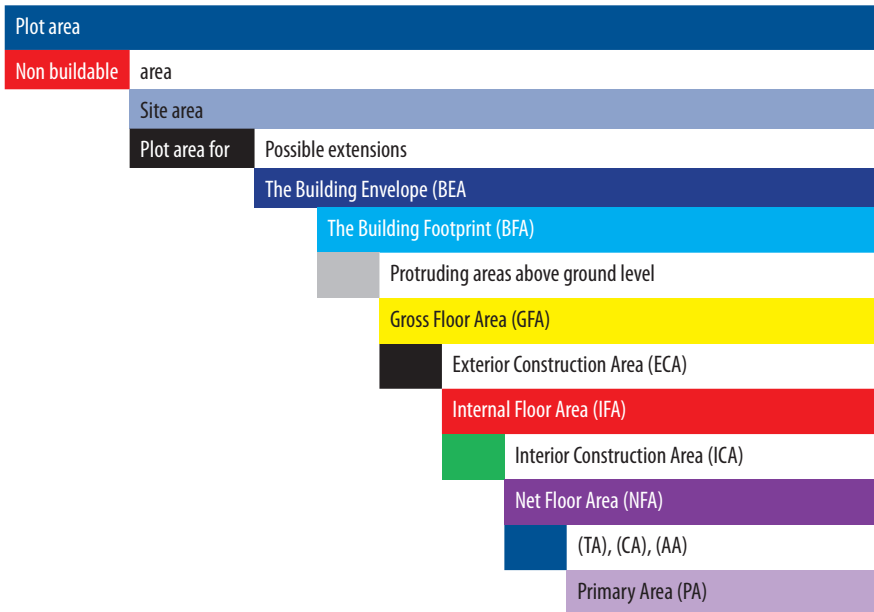 Plot area
Non buildable area
Site area
Plot area for Possible extensions
The Building Envelope (BEA
The Building Footprint (BFA)
Protruding areas above ground level
Gross Floor Area (GFA)
Exterior Construction Area (ECA)
Internal Floor Area (IFA)
Interior Construction Area (ICA)
Net Floor Area (NFA)
(TA), (CA), (AA)
Primary Area (PA)